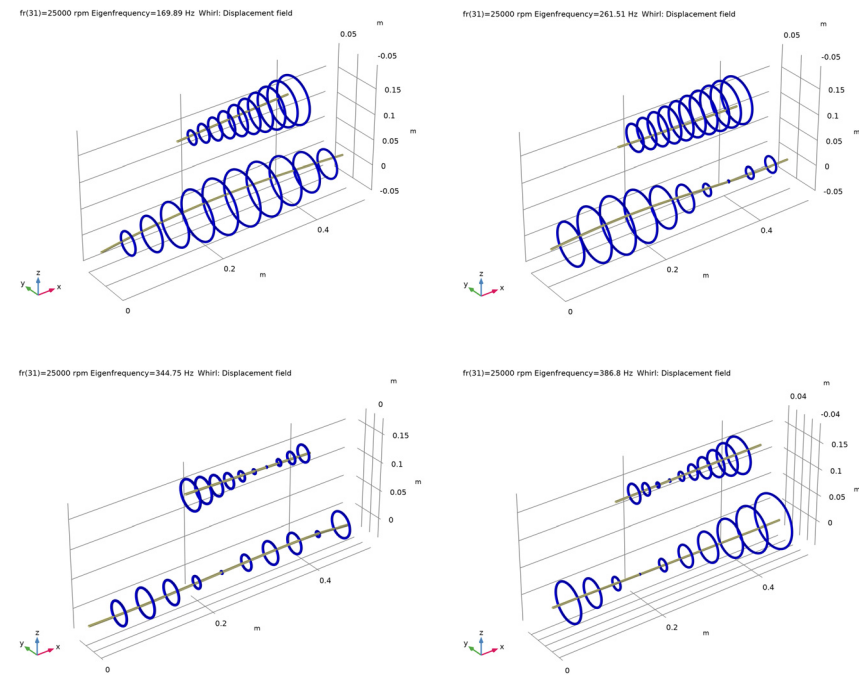 fr(31)=25000 rpm Eigenfrequency=169.89 Hz Whirl: Displacement field
m
0.05
-0.05
0.15
0.1
m
0.05
0
-0.05
0.4
0.2
m
0
y z x
fr(31)=25000 rpm Eigenfrequency=261.51 Hz Whirl: Displacement field
m
0.05
-0.05
0.15
0.1
m
0.05
0
-0.05
0.4
0.2
m
0
y z x
fr(31)=25000 rpm Eigenfrequency=344.75 Hz Whirl: Displacement field
m
0
0.15
0.1
m
0.05
0
0.4
0.2
m
0
y z x
fr(31)=25000 rpm Eigenfrequency=386.8 Hz Whirl: Displacement field
m
0.04
-0.04
0.15
0.1
m
0.05
0
0.4
0.2
m
0
y z x